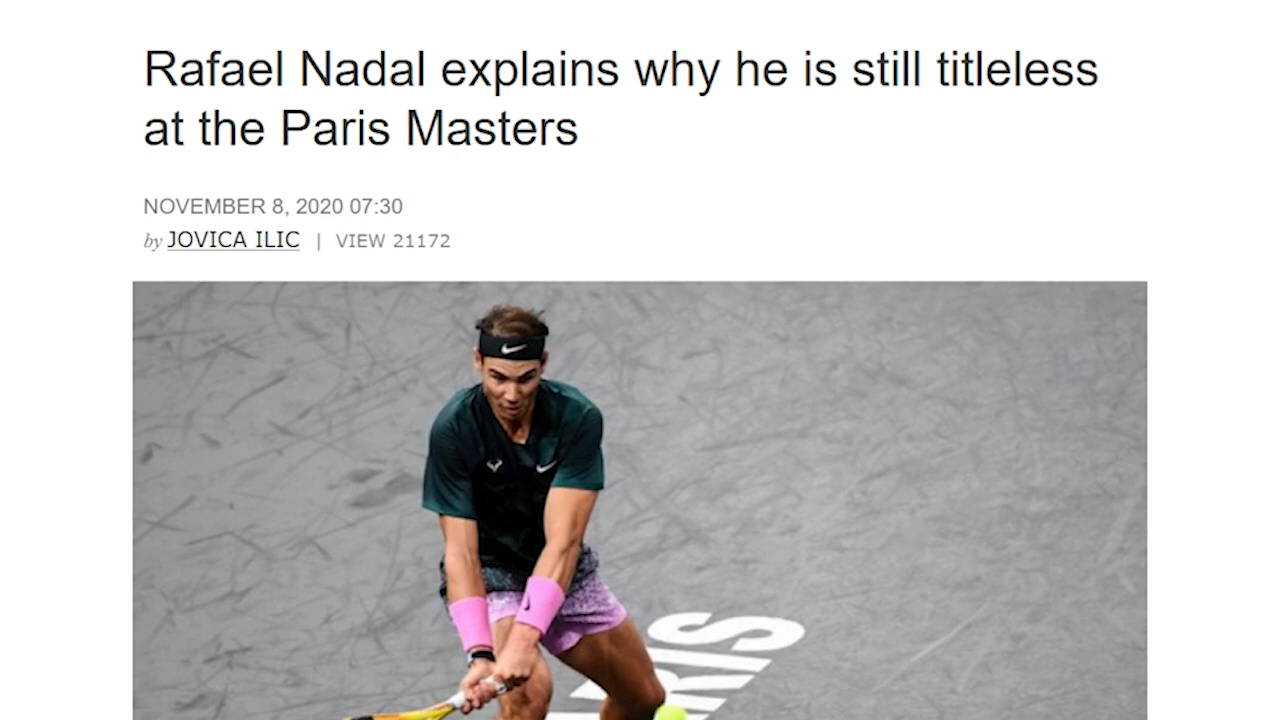 Rafael Nadal explains why he is still titleless
at the Paris Masters
NOVEMBER 8, 2020 07:30
by JOVICA ILIC | VIEW 21172